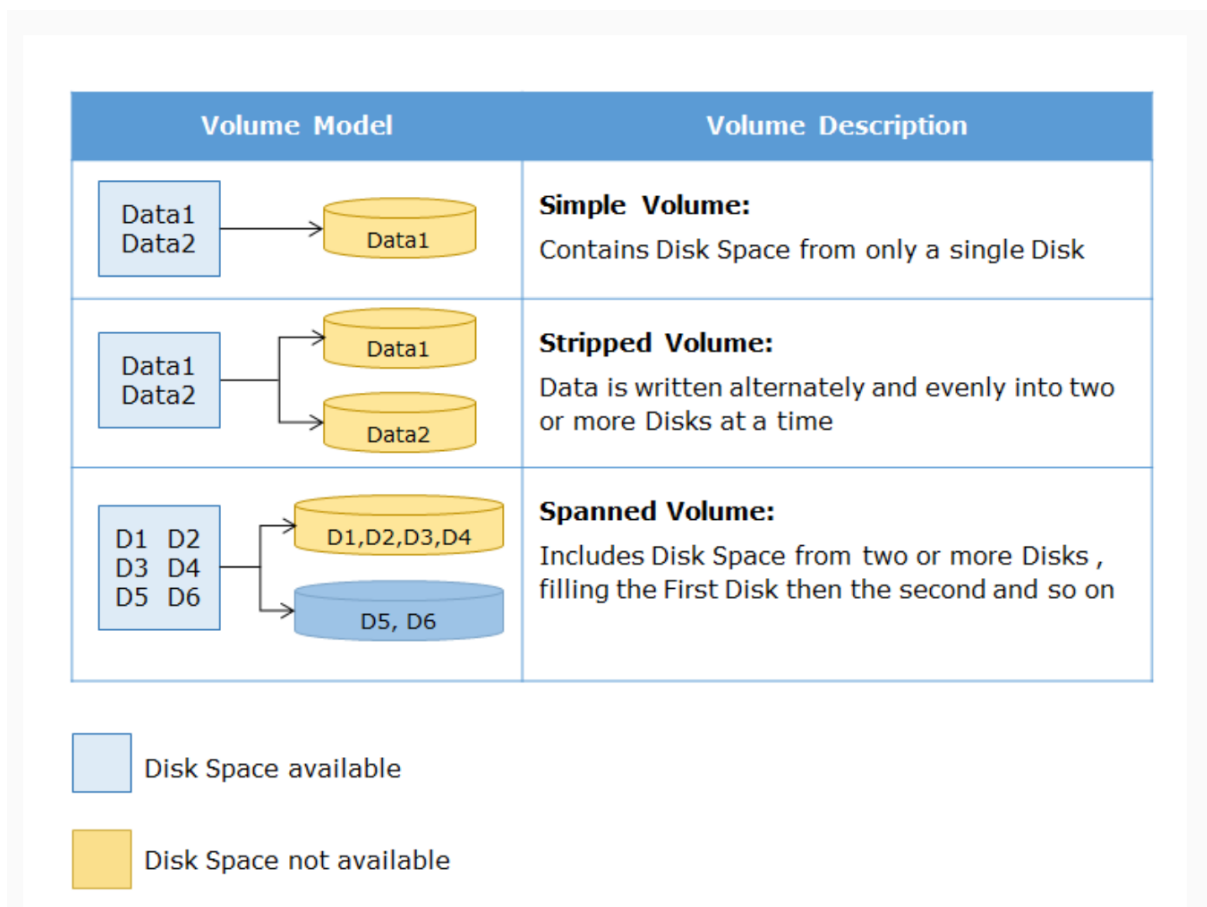 Volume Model
Volume Description
Data1
Data2
Data1
Simple Volume:
Contains Disk Space from only a single Disk
Data1
Data2
Data1
Data2
Stripped Volume:
Data is written alternately and evenly into two
or more Disks at a time
D1 D2
D3 D4
D5 D6
D1,D2,D3,D4
D5, D6
Spanned Volume:
Includes Disk Space from two or more Disks ,
filling the First Disk then the second and so on
Disk Space available
Disk Space not available